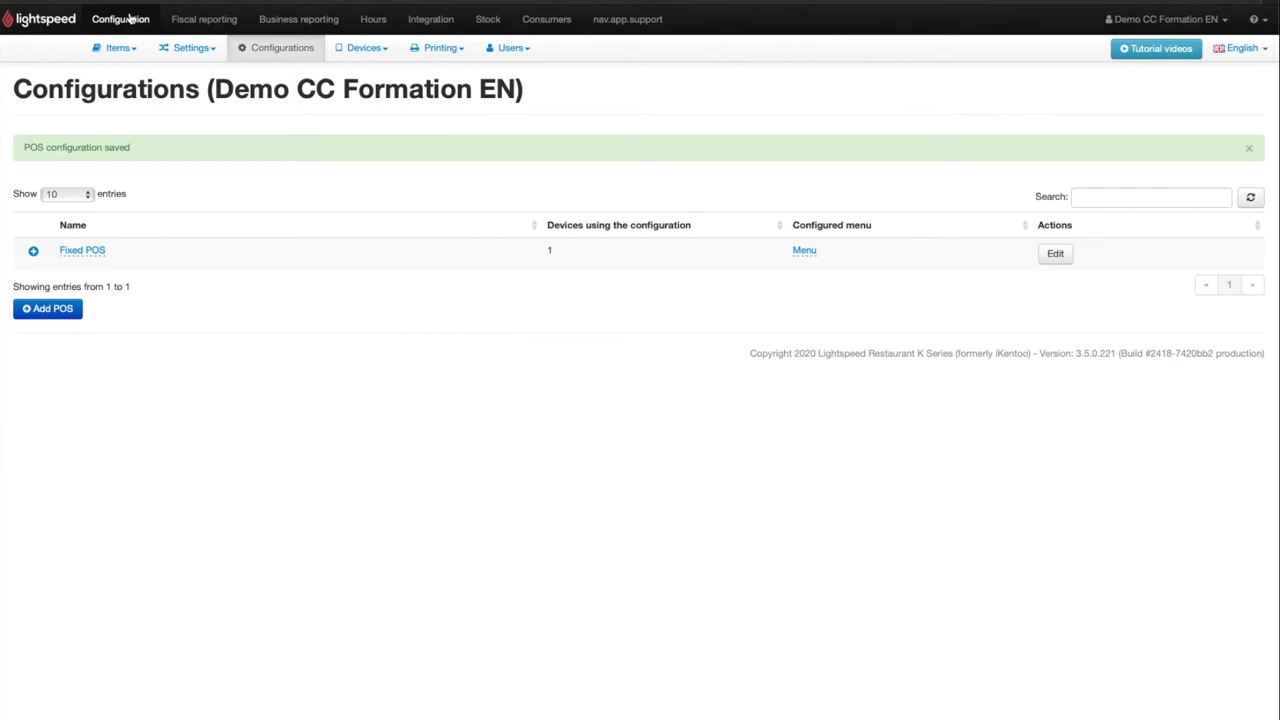 lightspeed Configuration Fiscal reporting Business reporting Hours Integration Stock Consumers nav.app.support Demo CC Formation EN
Items Settings Configurations Devices Printing Users Tutorial videos English
Configurations (Demo CC Formation EN)
POS configuration saved ×
Show 10 entries Search:
Name Devices using the configuration Configured menu Actions
Fixed POS 1 Menu Edit
Showing entries from 1 to 1 « 1 »
Add POS
Copyright 2020 Lightspeed Restaurant K Series (formerly iKentoo) - Version: 3.5.0.221 (Build #2418-7420bb2 production)